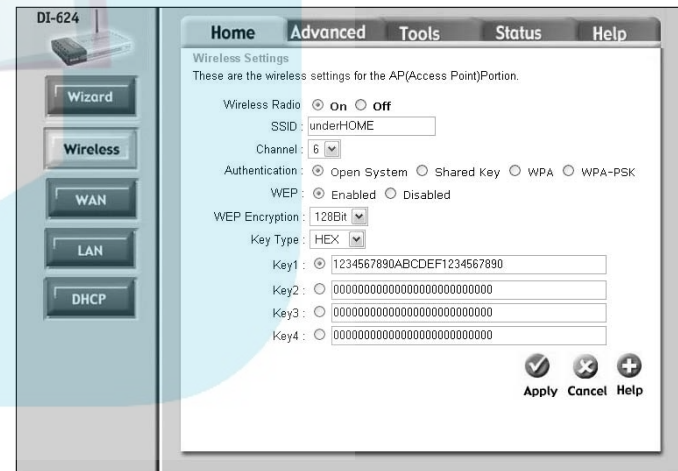 DI-624
Home Advanced Tools Status Help
Wizard
Wireless
WAN
LAN
DHCP
Wireless Settings
These are the wireless settings for the AP(Access Point)Portion.
Wireless Radio On Off
SSID : underHOME
Channel : 6
Authentication : Open System Shared Key WPA WPA-PSK
WEP : Enabled Disabled
WEP Encryption : 128Bit
Key Type : HEX
Key1 : 1234567890ABCDEF1234567890
Key2 : 00000000000000000000000000
Key3 : 00000000000000000000000000
Key4 : 00000000000000000000000000
Apply Cancel Help